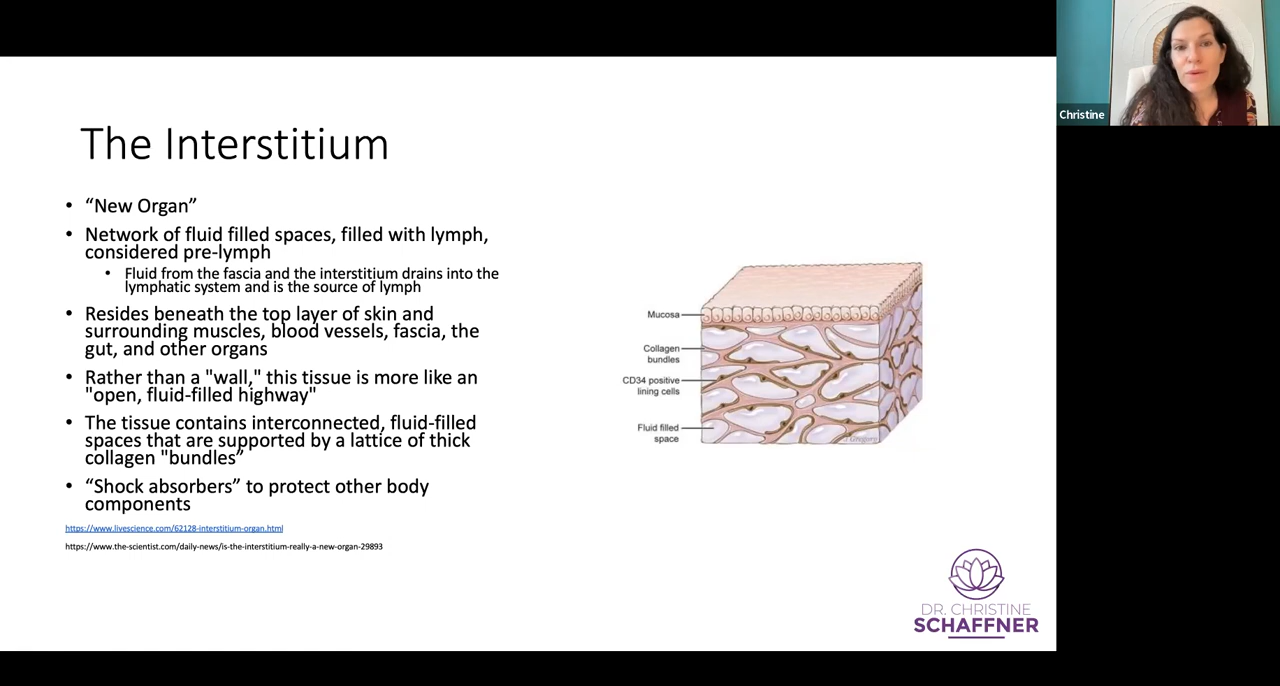 Christine
The Interstitium
• “New Organ”
• Network of fluid filled spaces, filled with lymph,
considered pre-lymph
• Fluid from the fascia and the interstitium drains into the
lymphatic system and is the source of lymph
• Resides beneath the top layer of skin and
surrounding muscles, blood vessels, fascia, the
gut, and other organs
• Rather than a "wall," this tissue is more like an
"open, fluid-filled highway"
• The tissue contains interconnected, fluid-filled
spaces that are supported by a lattice of thick
collagen "bundles”
• “Shock absorbers” to protect other body
components
https://www.livescience.com/62128-interstitium-organ.html
https://www.the-scientist.com/daily-news/is-the-interstitium-really-a-new-organ-29893
Mucosa
Collagen
bundles
CD34 positive
lining cells
Fluid filled
space
J Gregory
DR. CHRISTINE
SCHAFFNER